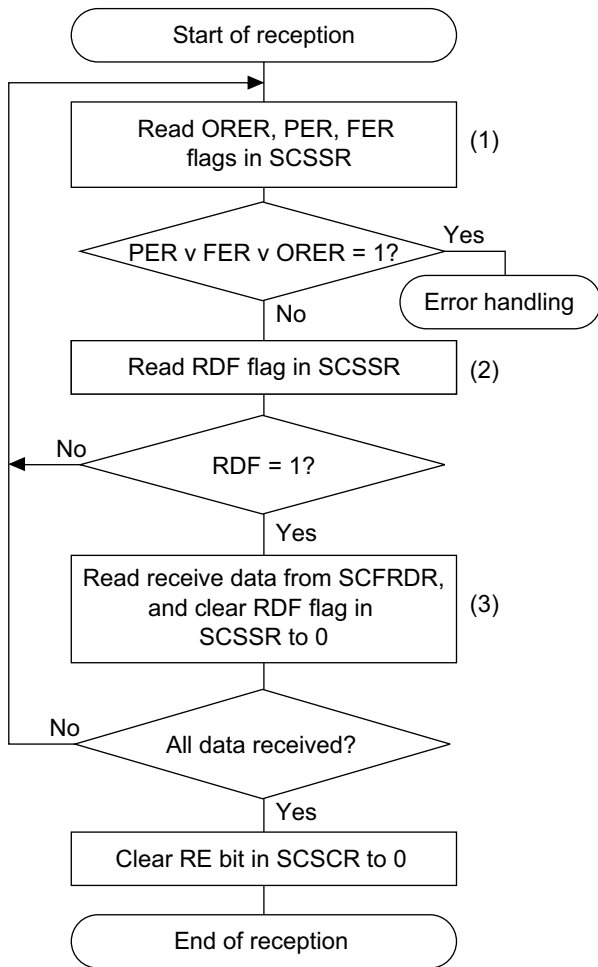 Start of reception
Read ORER, PER, FER
flags in SCSSR
(1)
PER v FER v ORER = 1?
Yes
Error handling
No
Read RDF flag in SCSSR
(2)
No
RDF = 1?
Yes
Read receive data from SCFRDR,
and clear RDF flag in
SCSSR to 0
(3)
No
All data received?
Yes
Clear RE bit in SCSCR to 0
End of reception